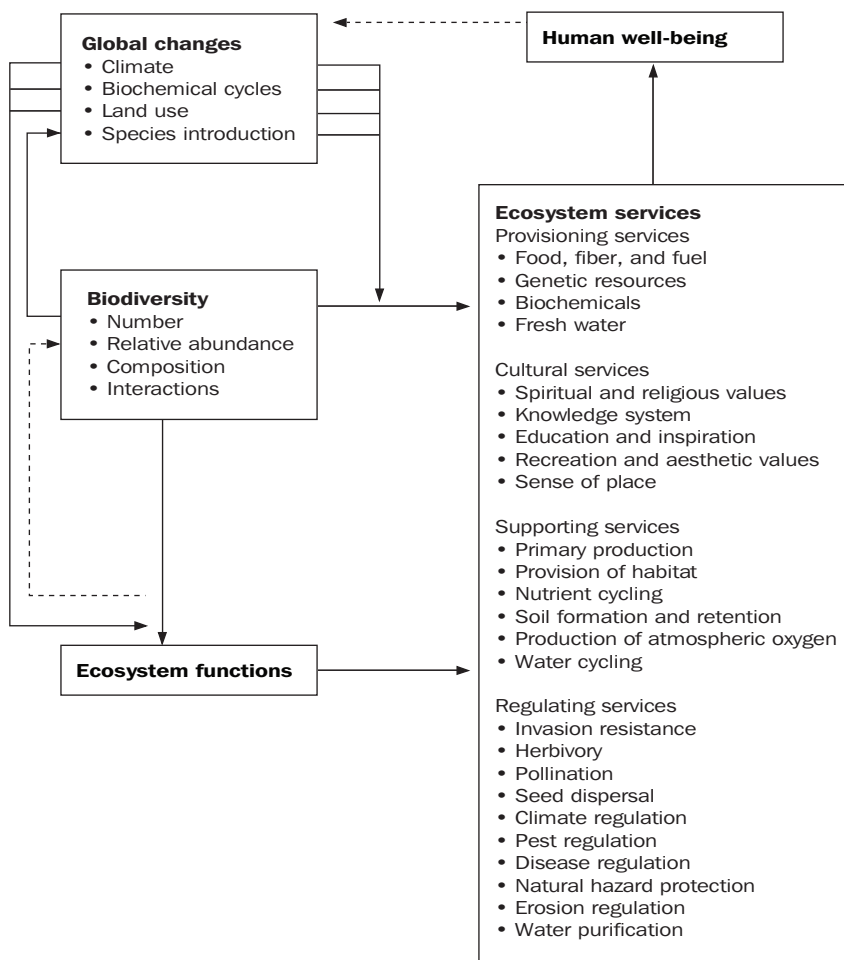 Global changes
• Climate
• Biochemical cycles
• Land use
• Species introduction
Human well-being
Biodiversity
• Number
• Relative abundance
• Composition
• Interactions
Ecosystem functions
Ecosystem services
Provisioning services
• Food, fiber, and fuel
• Genetic resources
• Biochemicals
• Fresh water
Cultural services
• Spiritual and religious values
• Knowledge system
• Education and inspiration
• Recreation and aesthetic values
• Sense of place
Supporting services
• Primary production
• Provision of habitat
• Nutrient cycling
• Soil formation and retention
• Production of atmospheric oxygen
• Water cycling
Regulating services
• Invasion resistance
• Herbivory
• Pollination
• Seed dispersal
• Climate regulation
• Pest regulation
• Disease regulation
• Natural hazard protection
• Erosion regulation
• Water purification